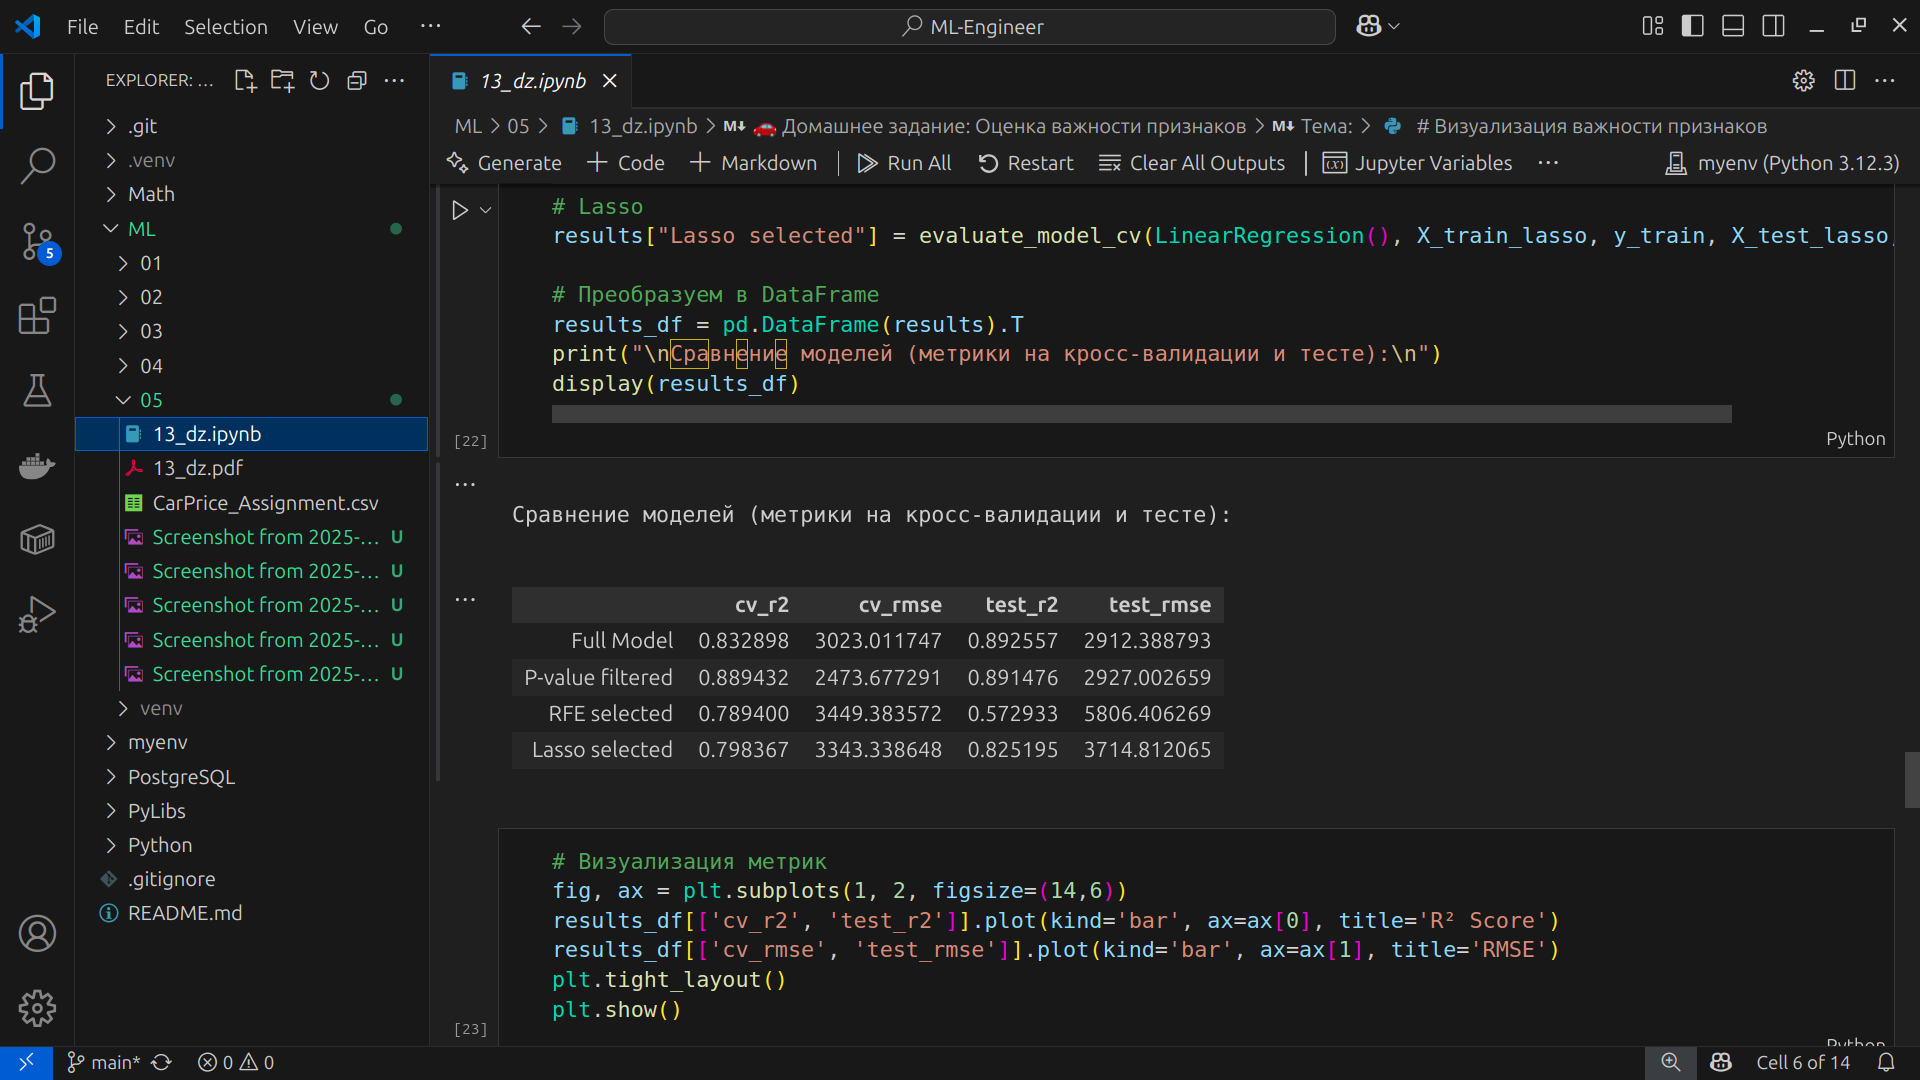 File Edit Selection View Go ··· ML-Engineer
EXPLORER: ...
.git
.venv
Math
ML
01
02
03
04
05
13_dz.ipynb
13_dz.pdf
CarPrice_Assignment.csv
Screenshot from 2025-... U
Screenshot from 2025-... U
Screenshot from 2025-... U
Screenshot from 2025-... U
Screenshot from 2025-... U
venv
myenv
PostgreSQL
PyLibs
Python
.gitignore
README.md
5
13_dz.ipynb
ML > 05 > 13_dz.ipynb > M↓ 🚗 Домашнее задание: Оценка важности признаков > M↓ Тема: > # Визуализация важности признаков
Generate + Code + Markdown | Run All Restart Clear All Outputs | Jupyter Variables ··· myenv (Python 3.12.3)
# Lasso
results["Lasso selected"] = evaluate_model_cv(LinearRegression(), X_train_lasso, y_train, X_test_lasso,
# Преобразуем в DataFrame
results_df = pd.DataFrame(results).T
print("\nСравнение моделей (метрики на кросс-валидации и тесте):\n")
display(results_df)
[22]
Python
Сравнение моделей (метрики на кросс-валидации и тесте):
cv_r2 cv_rmse test_r2 test_rmse
Full Model 0.832898 3023.011747 0.892557 2912.388793
P-value filtered 0.889432 2473.677291 0.891476 2927.002659
RFE selected 0.789400 3449.383572 0.572933 5806.406269
Lasso selected 0.798367 3343.338648 0.825195 3714.812065
# Визуализация метрик
fig, ax = plt.subplots(1, 2, figsize=(14,6))
results_df[['cv_r2', 'test_r2']].plot(kind='bar', ax=ax[0], title='R² Score')
results_df[['cv_rmse', 'test_rmse']].plot(kind='bar', ax=ax[1], title='RMSE')
plt.tight_layout()
plt.show()
[23]
Python
main* 0 0 Cell 6 of 14